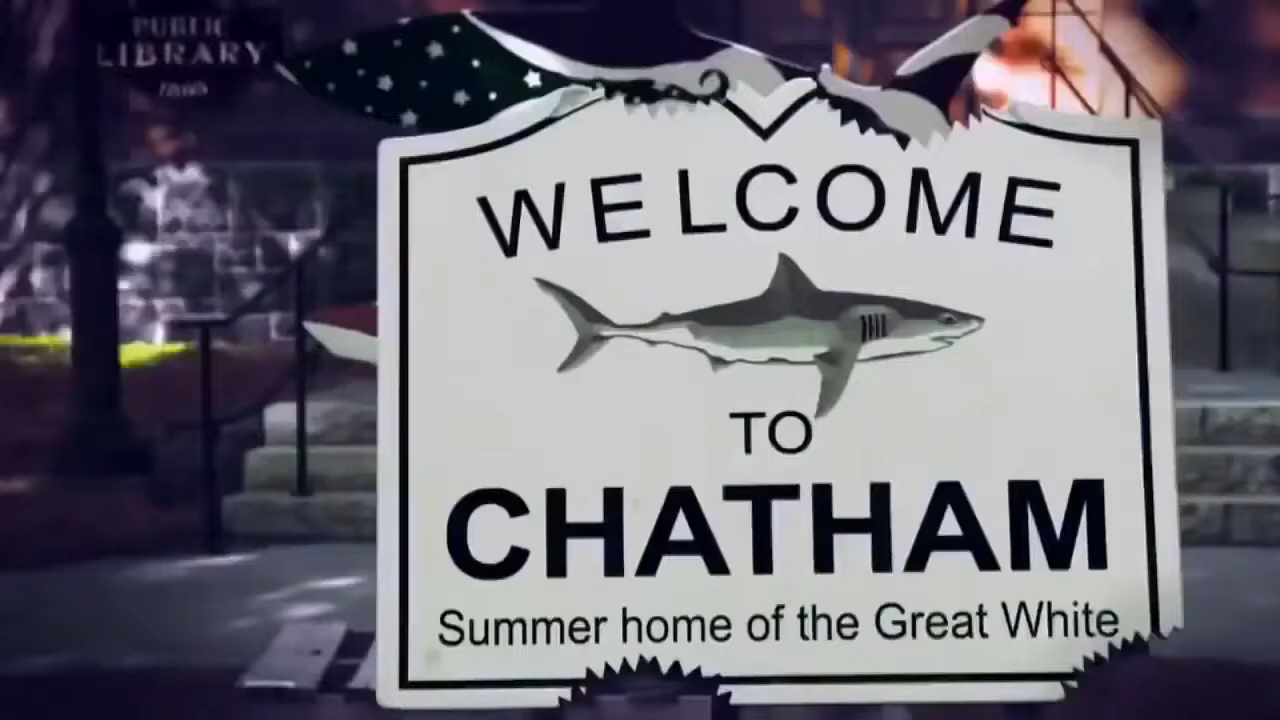 PUBLIC
LIBRARY
WELCOME
TO
CHATHAM
Summer home of the Great White